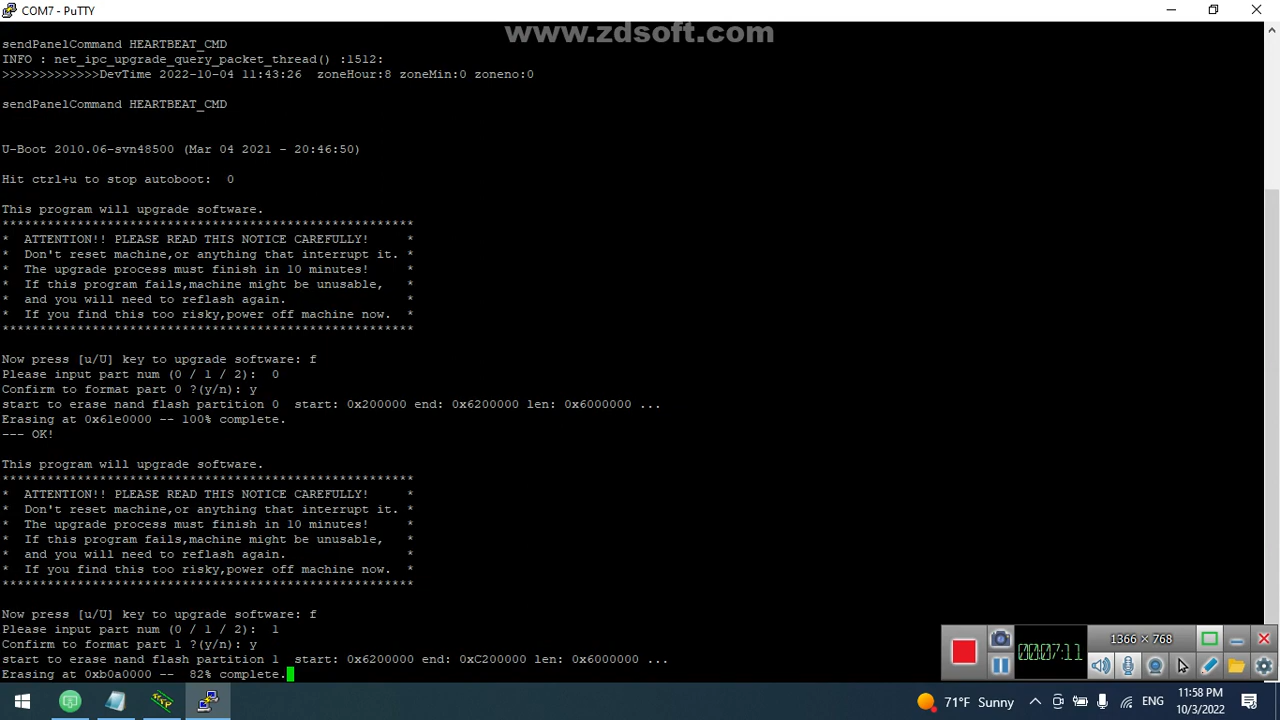 COM7 - PuTTY
www.zdsoft.com
sendPanelCommand HEARTBEAT_CMD
INFO : net_ipc_upgrade_query_packet_thread() :1512:
>>>>>>>>>>>>>DevTime 2022-10-04 11:43:26  zoneHour:8 zoneMin:0 zoneno:0
sendPanelCommand HEARTBEAT_CMD
U-Boot 2010.06-svn48500 (Mar 04 2021 - 20:46:50)
Hit ctrl+u to stop autoboot:  0
This program will upgrade software.
*******************************************************
*  ATTENTION!! PLEASE READ THIS NOTICE CAREFULLY!     *
*  Don't reset machine,or anything that interrupt it. *
*  The upgrade process must finish in 10 minutes!     *
*  If this program fails,machine might be unusable,   *
*  and you will need to reflash again.                *
*  If you find this too risky,power off machine now.  *
*******************************************************
Now press [u/U] key to upgrade software: f
Please input part num (0 / 1 / 2):  0
Confirm to format part 0 ?(y/n): y
start to erase nand flash partition 0  start: 0x200000 end: 0x6200000 len: 0x6000000 ...
Erasing at 0x61e0000 -- 100% complete.
--- OK!
This program will upgrade software.
*******************************************************
*  ATTENTION!! PLEASE READ THIS NOTICE CAREFULLY!     *
*  Don't reset machine,or anything that interrupt it. *
*  The upgrade process must finish in 10 minutes!     *
*  If this program fails,machine might be unusable,   *
*  and you will need to reflash again.                *
*  If you find this too risky,power off machine now.  *
*******************************************************
Now press [u/U] key to upgrade software: f
Please input part num (0 / 1 / 2):  1
Confirm to format part 1 ?(y/n): y
start to erase nand flash partition 1  start: 0x6200000 end: 0xC200000 len: 0x6000000 ...
Erasing at 0xb0a0000 --  82% complete.
00:07:11
1366 × 768
71°F Sunny
ENG
11:58 PM
10/3/2022